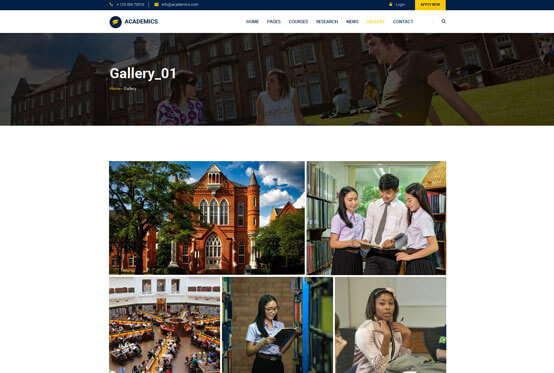 + 123 456 78910 info@academics.com Login APPLY NOW
ACADEMICS HOME PAGES COURSES RESEARCH NEWS GALLERY CONTACT
Gallery_01
Home - Gallery